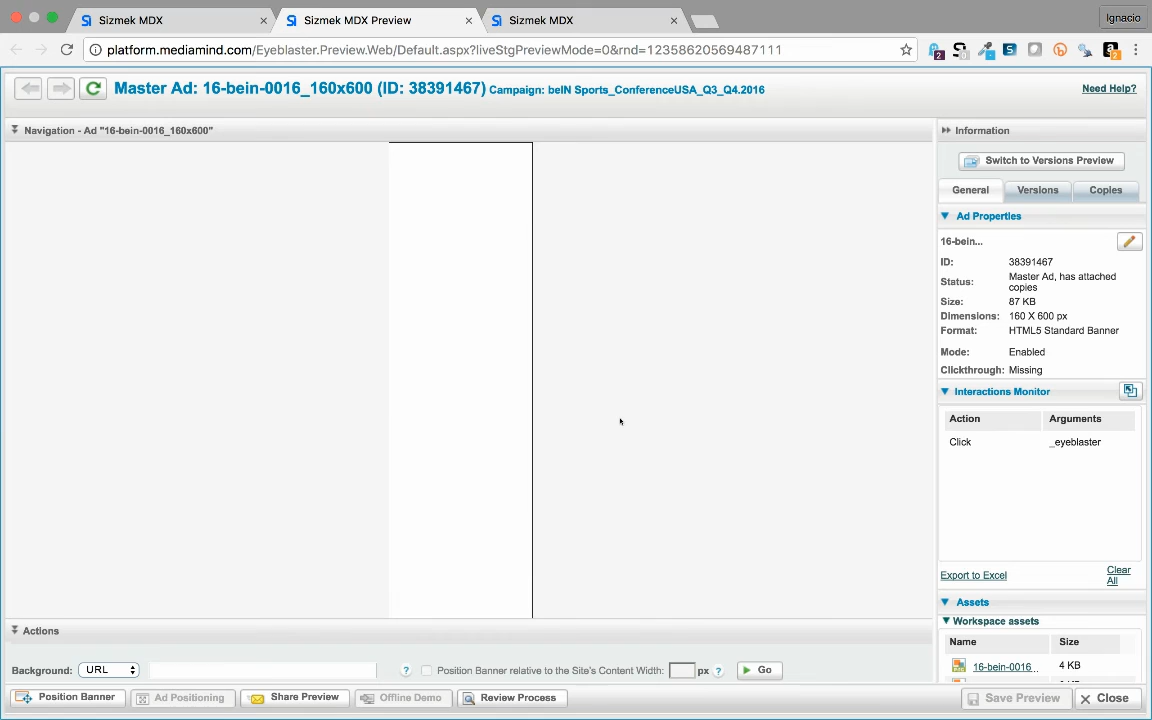 Sizmek MDX
Sizmek MDX Preview
Sizmek MDX
Ignacio
platform.mediamind.com/Eyeblaster.Preview.Web/Default.aspx?liveStgPreviewMode=0&rnd=12358620569487111
Master Ad: 16-bein-0016_160x600 (ID: 38391467) Campaign: beIN Sports_ConferenceUSA_Q3_Q4.2016
Need Help?
Navigation - Ad "16-bein-0016_160x600"
Information
Switch to Versions Preview
General
Versions
Copies
Ad Properties
16-bein...
ID: 38391467
Status: Master Ad, has attached
copies
Size: 87 KB
Dimensions: 160 X 600 px
Format: HTML5 Standard Banner
Mode: Enabled
Clickthrough: Missing
Interactions Monitor
Action Arguments
Click _eyeblaster
Export to Excel
Clear
All
Assets
Workspace assets
Name Size
16-bein-0016... 4 KB
Actions
Background: URL
? Position Banner relative to the Site's Content Width: px ? Go
Position Banner
Ad Positioning
Share Preview
Offline Demo
Review Process
Save Preview
Close